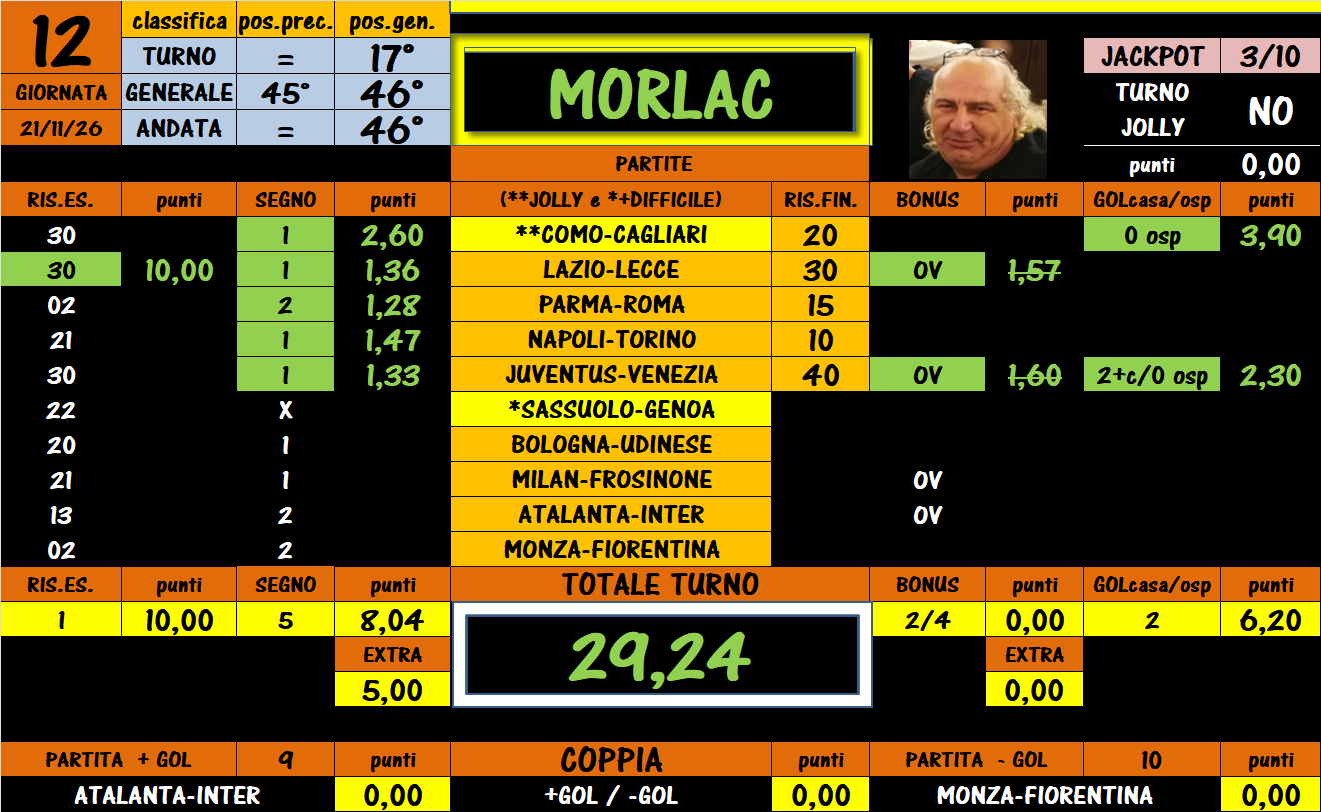 12 classifica pos.prec. pos.gen.
TURNO = 17°
GIORNATA GENERALE 45° 46°
21/11/26 ANDATA = 46°
MORLAC
JACKPOT 3/10
TURNO JOLLY NO
punti 0,00
PARTITE
RIS.ES. punti SEGNO punti (**JOLLY e *+DIFFICILE) RIS.FIN. BONUS punti GOLcasa/osp punti
30 1 2,60 **COMO-CAGLIARI 20 0 osp 3,90
30 10,00 1 1,36 LAZIO-LECCE 30 OV 1,57
02 2 1,28 PARMA-ROMA 15
21 1 1,47 NAPOLI-TORINO 10
30 1 1,33 JUVENTUS-VENEZIA 40 OV 1,60 2+c/0 osp 2,30
22 X *SASSUOLO-GENOA
20 1 BOLOGNA-UDINESE
21 1 MILAN-FROSINONE OV
13 2 ATALANTA-INTER OV
02 2 MONZA-FIORENTINA
RIS.ES. punti SEGNO punti TOTALE TURNO BONUS punti GOLcasa/osp punti
1 10,00 5 8,04 29,24 2/4 0,00 2 6,20
EXTRA EXTRA
5,00 0,00
PARTITA + GOL 9 punti COPPIA punti PARTITA - GOL 10 punti
ATALANTA-INTER 0,00 +GOL / -GOL 0,00 MONZA-FIORENTINA 0,00